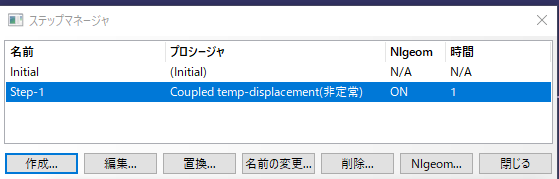 ステップマネージャ
名前 プロシージャ Nlgeom 時間
Initial (Initial) N/A N/A
Step-1 Coupled temp-displacement(非定常) ON 1
作成... 編集... 置換... 名前の変更... 削除... Nlgeom... 閉じる